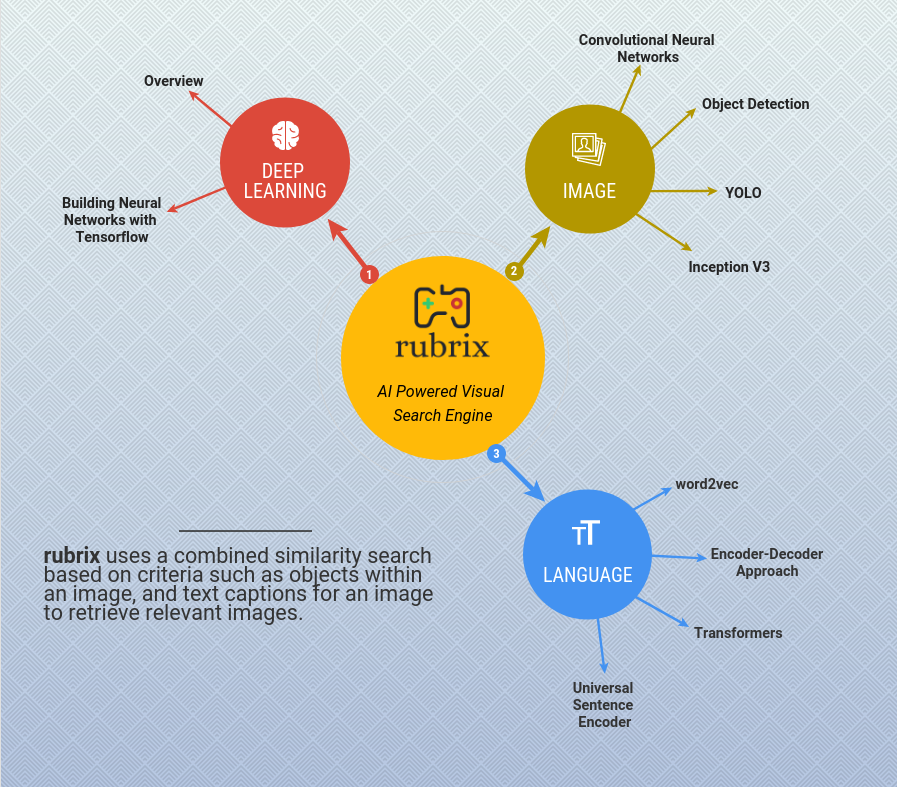 Convolutional Neural
Networks
Overview
Object Detection
DEEP
LEARNING
IMAGE
YOLO
Building Neural
Networks with
Tensorflow
Inception V3
1
2
rubrix
AI Powered Visual
Search Engine
3
word2vec
rubrix uses a combined similarity search
based on criteria such as objects within
an image, and text captions for an image
to retrieve relevant images.
TT
LANGUAGE
Encoder-Decoder
Approach
Transformers
Universal
Sentence
Encoder